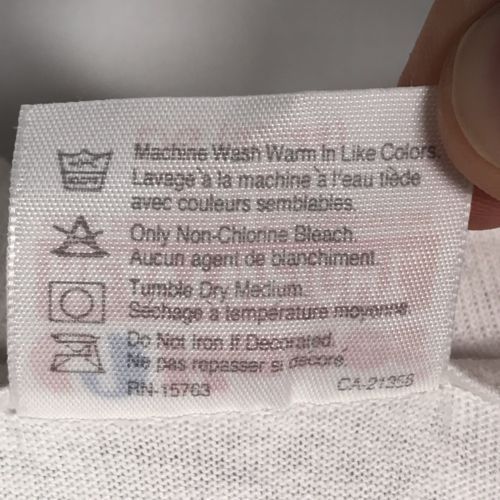 Machine Wash Warm In Like Colors.
Lavage à la machine à l'eau tiède
avec couleurs semblables.
Only Non-Chlorine Bleach.
Aucun agent de blanchiment.
Tumble Dry Medium.
Séchage a température moyenne.
Do Not Iron If Decorated.
Ne pas repasser si décoré.
RN-15763 CA-21356